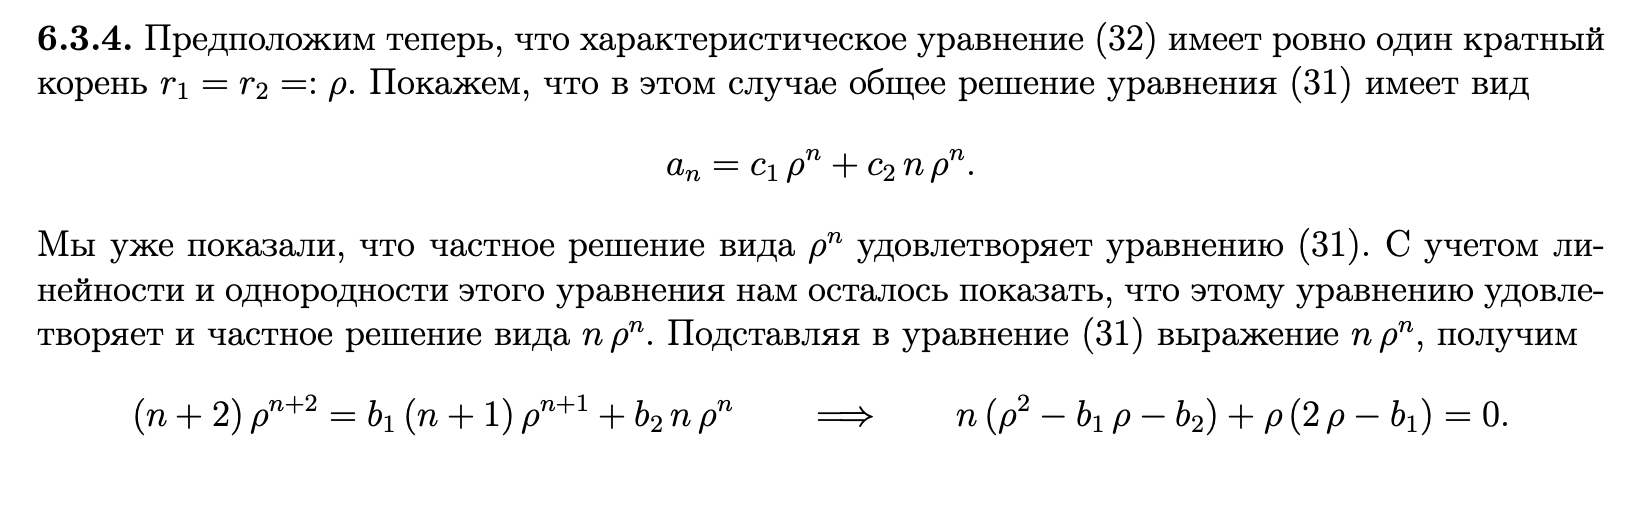 6.3.4. Предположим теперь, что характеристическое уравнение (32) имеет ровно один кратный
корень r₁ = r₂ =: ρ. Покажем, что в этом случае общее решение уравнения (31) имеет вид
aₙ = c₁ ρⁿ + c₂ n ρⁿ.
Мы уже показали, что частное решение вида ρⁿ удовлетворяет уравнению (31). С учетом ли-
нейности и однородности этого уравнения нам осталось показать, что этому уравнению удовле-
творяет и частное решение вида n ρⁿ. Подставляя в уравнение (31) выражение n ρⁿ, получим
(n + 2) ρⁿ⁺² = b₁ (n + 1) ρⁿ⁺¹ + b₂ n ρⁿ ⟹ n (ρ² − b₁ ρ − b₂) + ρ (2 ρ − b₁) = 0.